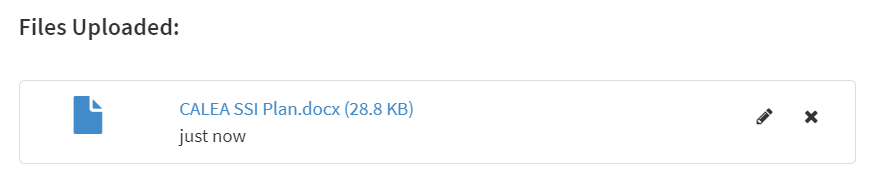 Files Uploaded:
CALEA SSI Plan.docx (28.8 KB)
just now